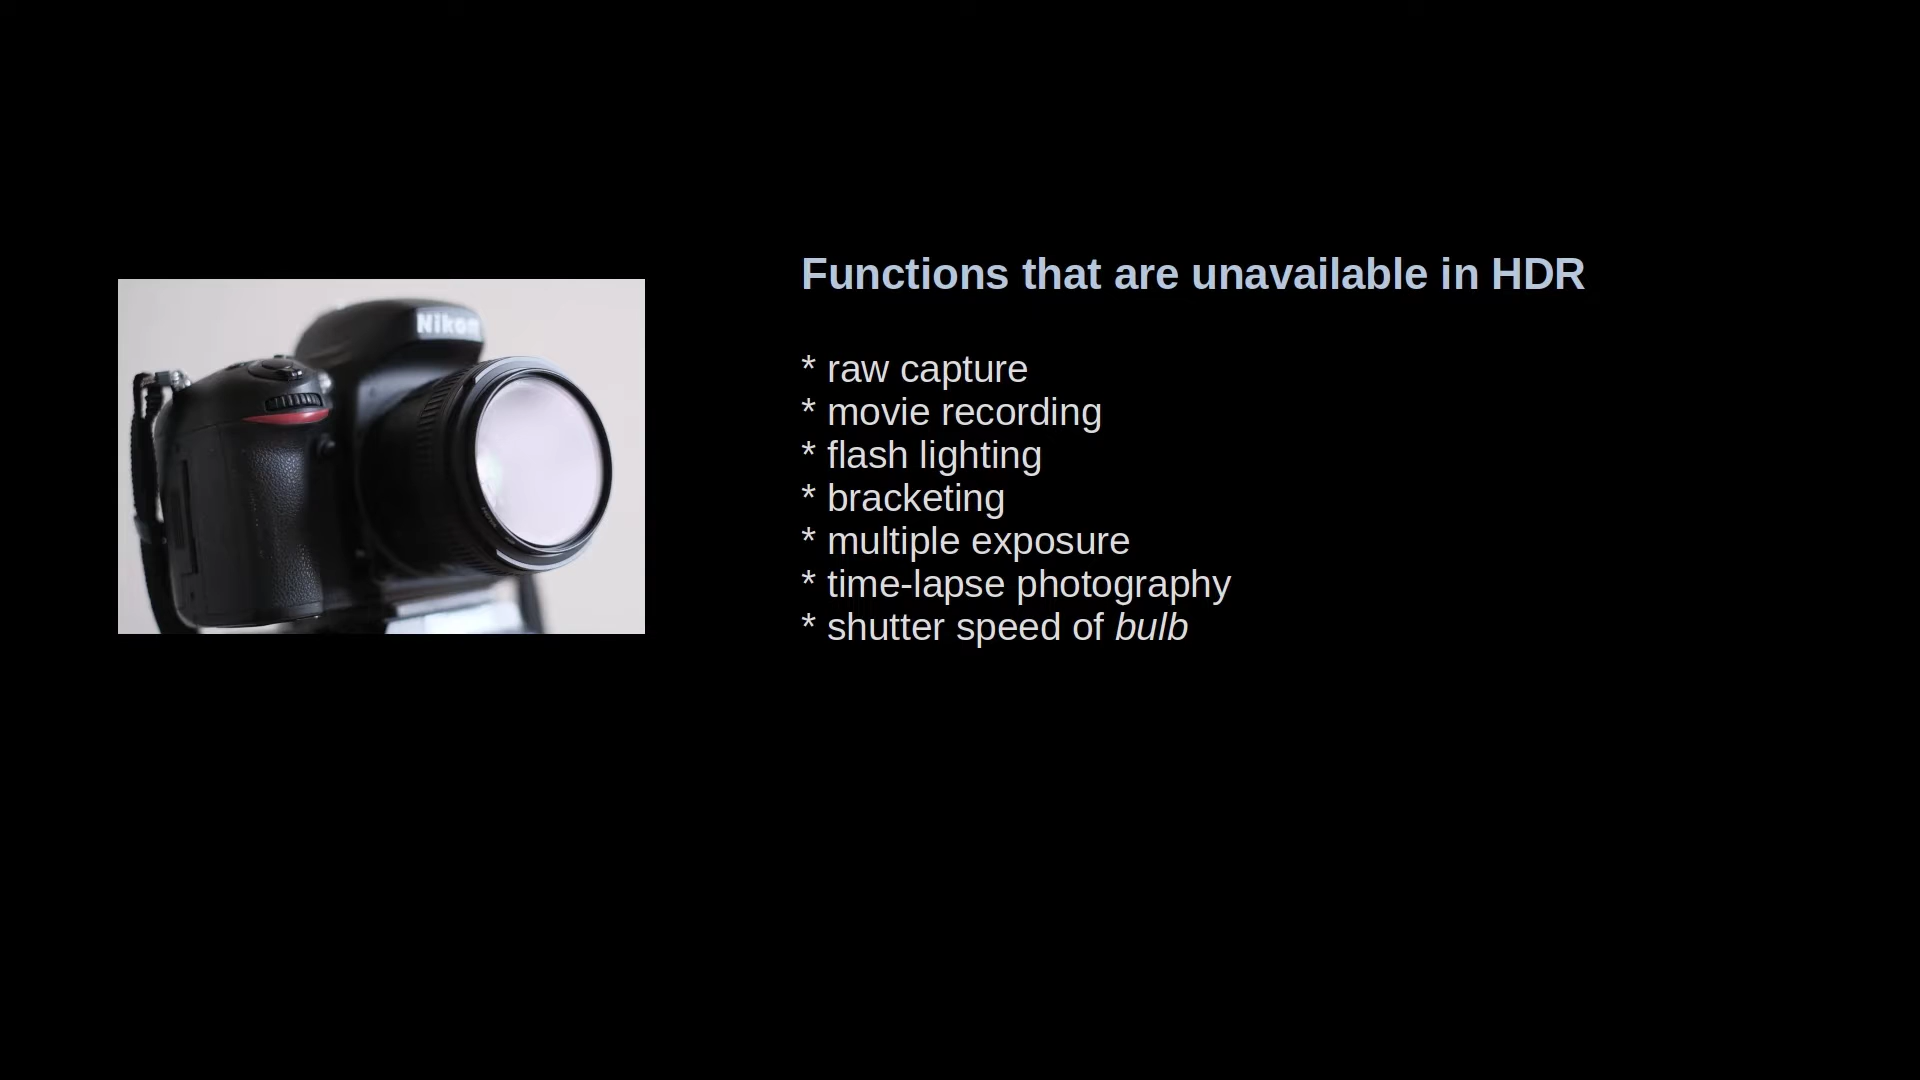 Nikon
Functions that are unavailable in HDR
* raw capture
* movie recording
* flash lighting
* bracketing
* multiple exposure
* time-lapse photography
* shutter speed of bulb